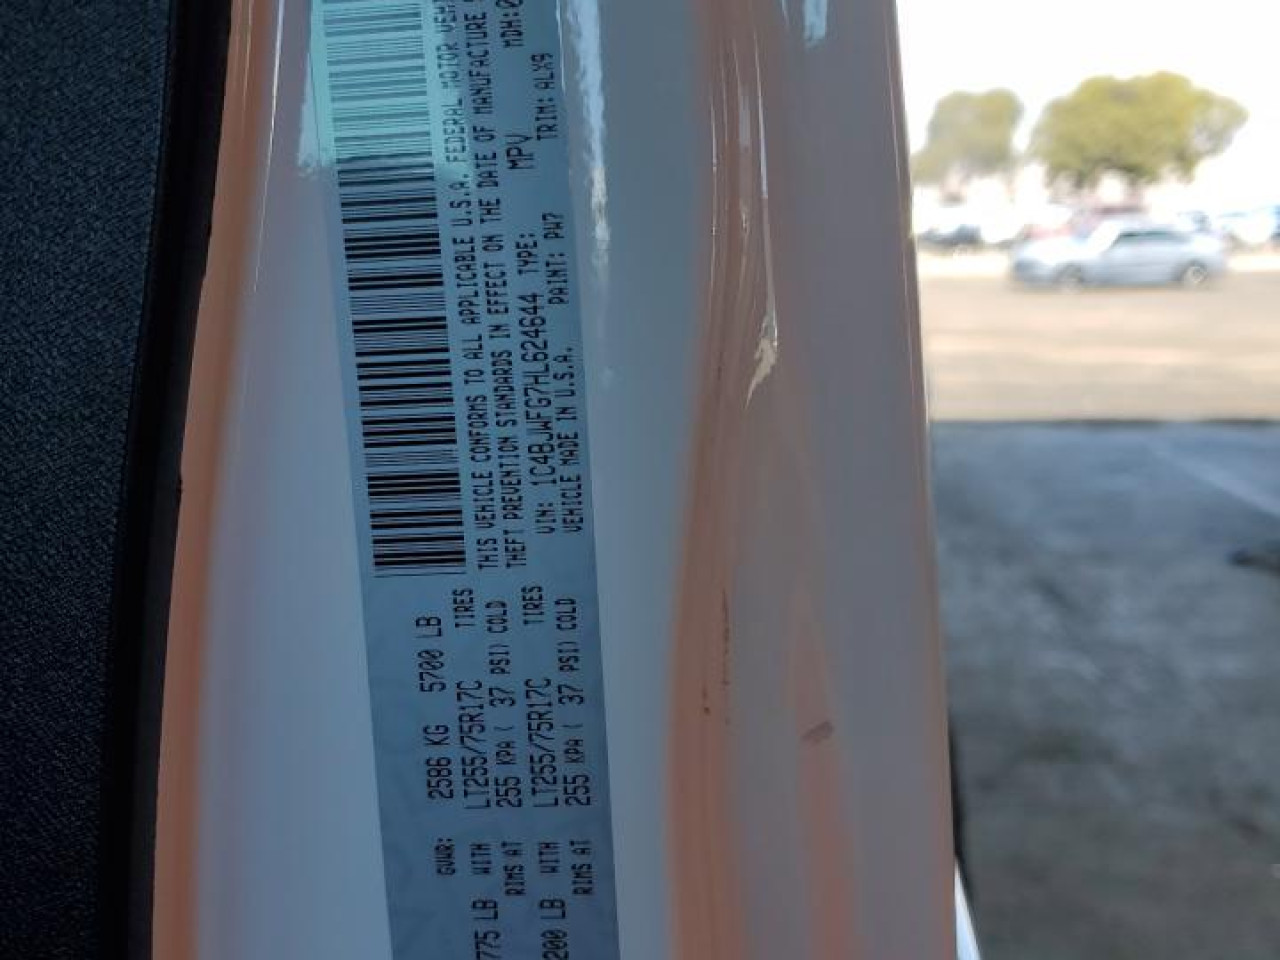 GVWR: 2586 KG 5700 LB
775 LB WITH LT255/75R17C TIRES
RIMS AT 255 KPA ( 37 PSI) COLD
200 LB WITH LT255/75R17C TIRES
RIMS AT 255 KPA ( 37 PSI) COLD
THIS VEHICLE CONFORMS TO ALL APPLICABLE U.S.A. FEDERAL MOTOR
THEFT PREVENTION STANDARDS IN EFFECT ON THE DATE OF MANUFACTURE
VIN: 1C4BJWFG7HL624644 TYPE: MPV MDH:0
VEHICLE MADE IN U.S.A. PAINT: PW7 TRIM: ALX9